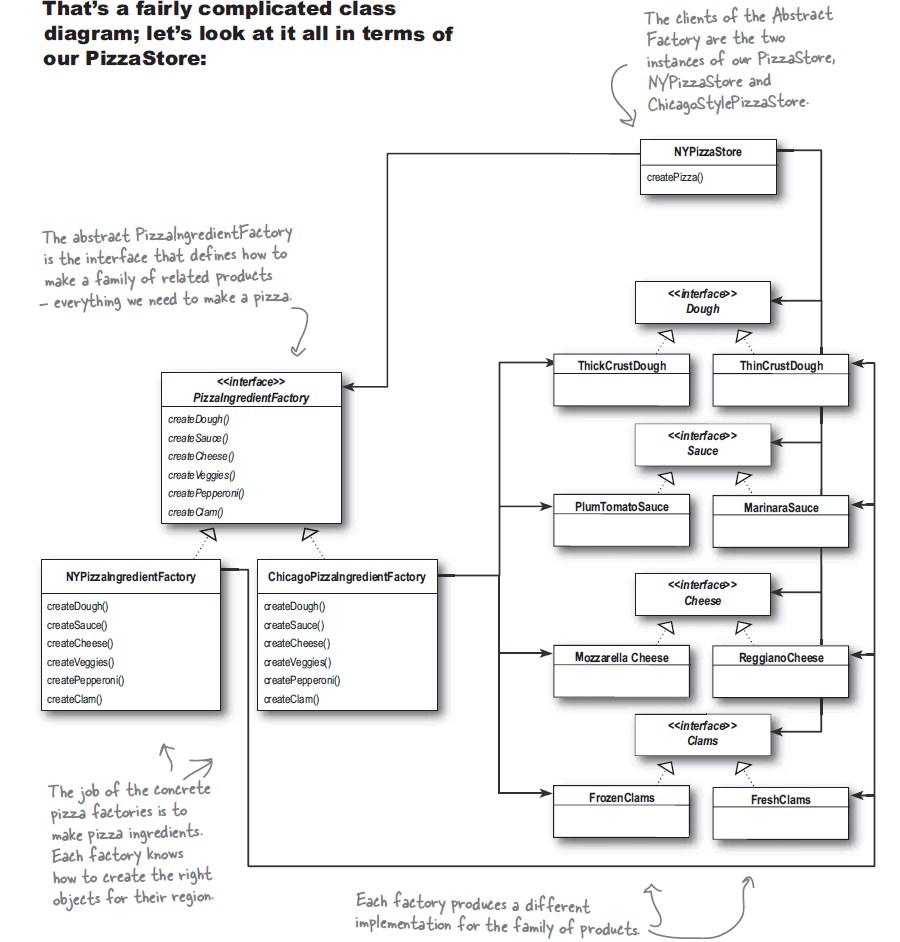 That's a fairly complicated class
diagram; let's look at it all in terms of
our PizzaStore:
The clients of the Abstract
Factory are the two
instances of our PizzaStore,
NYPizzaStore and
ChicagoStylePizzaStore.
NYPizzaStore
createPizza()
The abstract PizzaIngredientFactory
is the interface that defines how to
make a family of related products
– everything we need to make a pizza.
<<interface>>
Dough
ThickCrustDough
ThinCrustDough
<<interface>>
PizzaIngredientFactory
createDough()
createSauce()
createCheese()
createVeggies()
createPepperoni()
createClam()
<<interface>>
Sauce
PlumTomatoSauce
MarinaraSauce
NYPizzaIngredientFactory
createDough()
createSauce()
createCheese()
createVeggies()
createPepperoni()
createClam()
ChicagoPizzaIngredientFactory
createDough()
createSauce()
createCheese()
createVeggies()
createPepperoni()
createClam()
<<interface>>
Cheese
Mozzarella Cheese
ReggianoCheese
<<interface>>
Clams
FrozenClams
FreshClams
The job of the concrete
pizza factories is to
make pizza ingredients.
Each factory knows
how to create the right
objects for their region.
Each factory produces a different
implementation for the family of products.